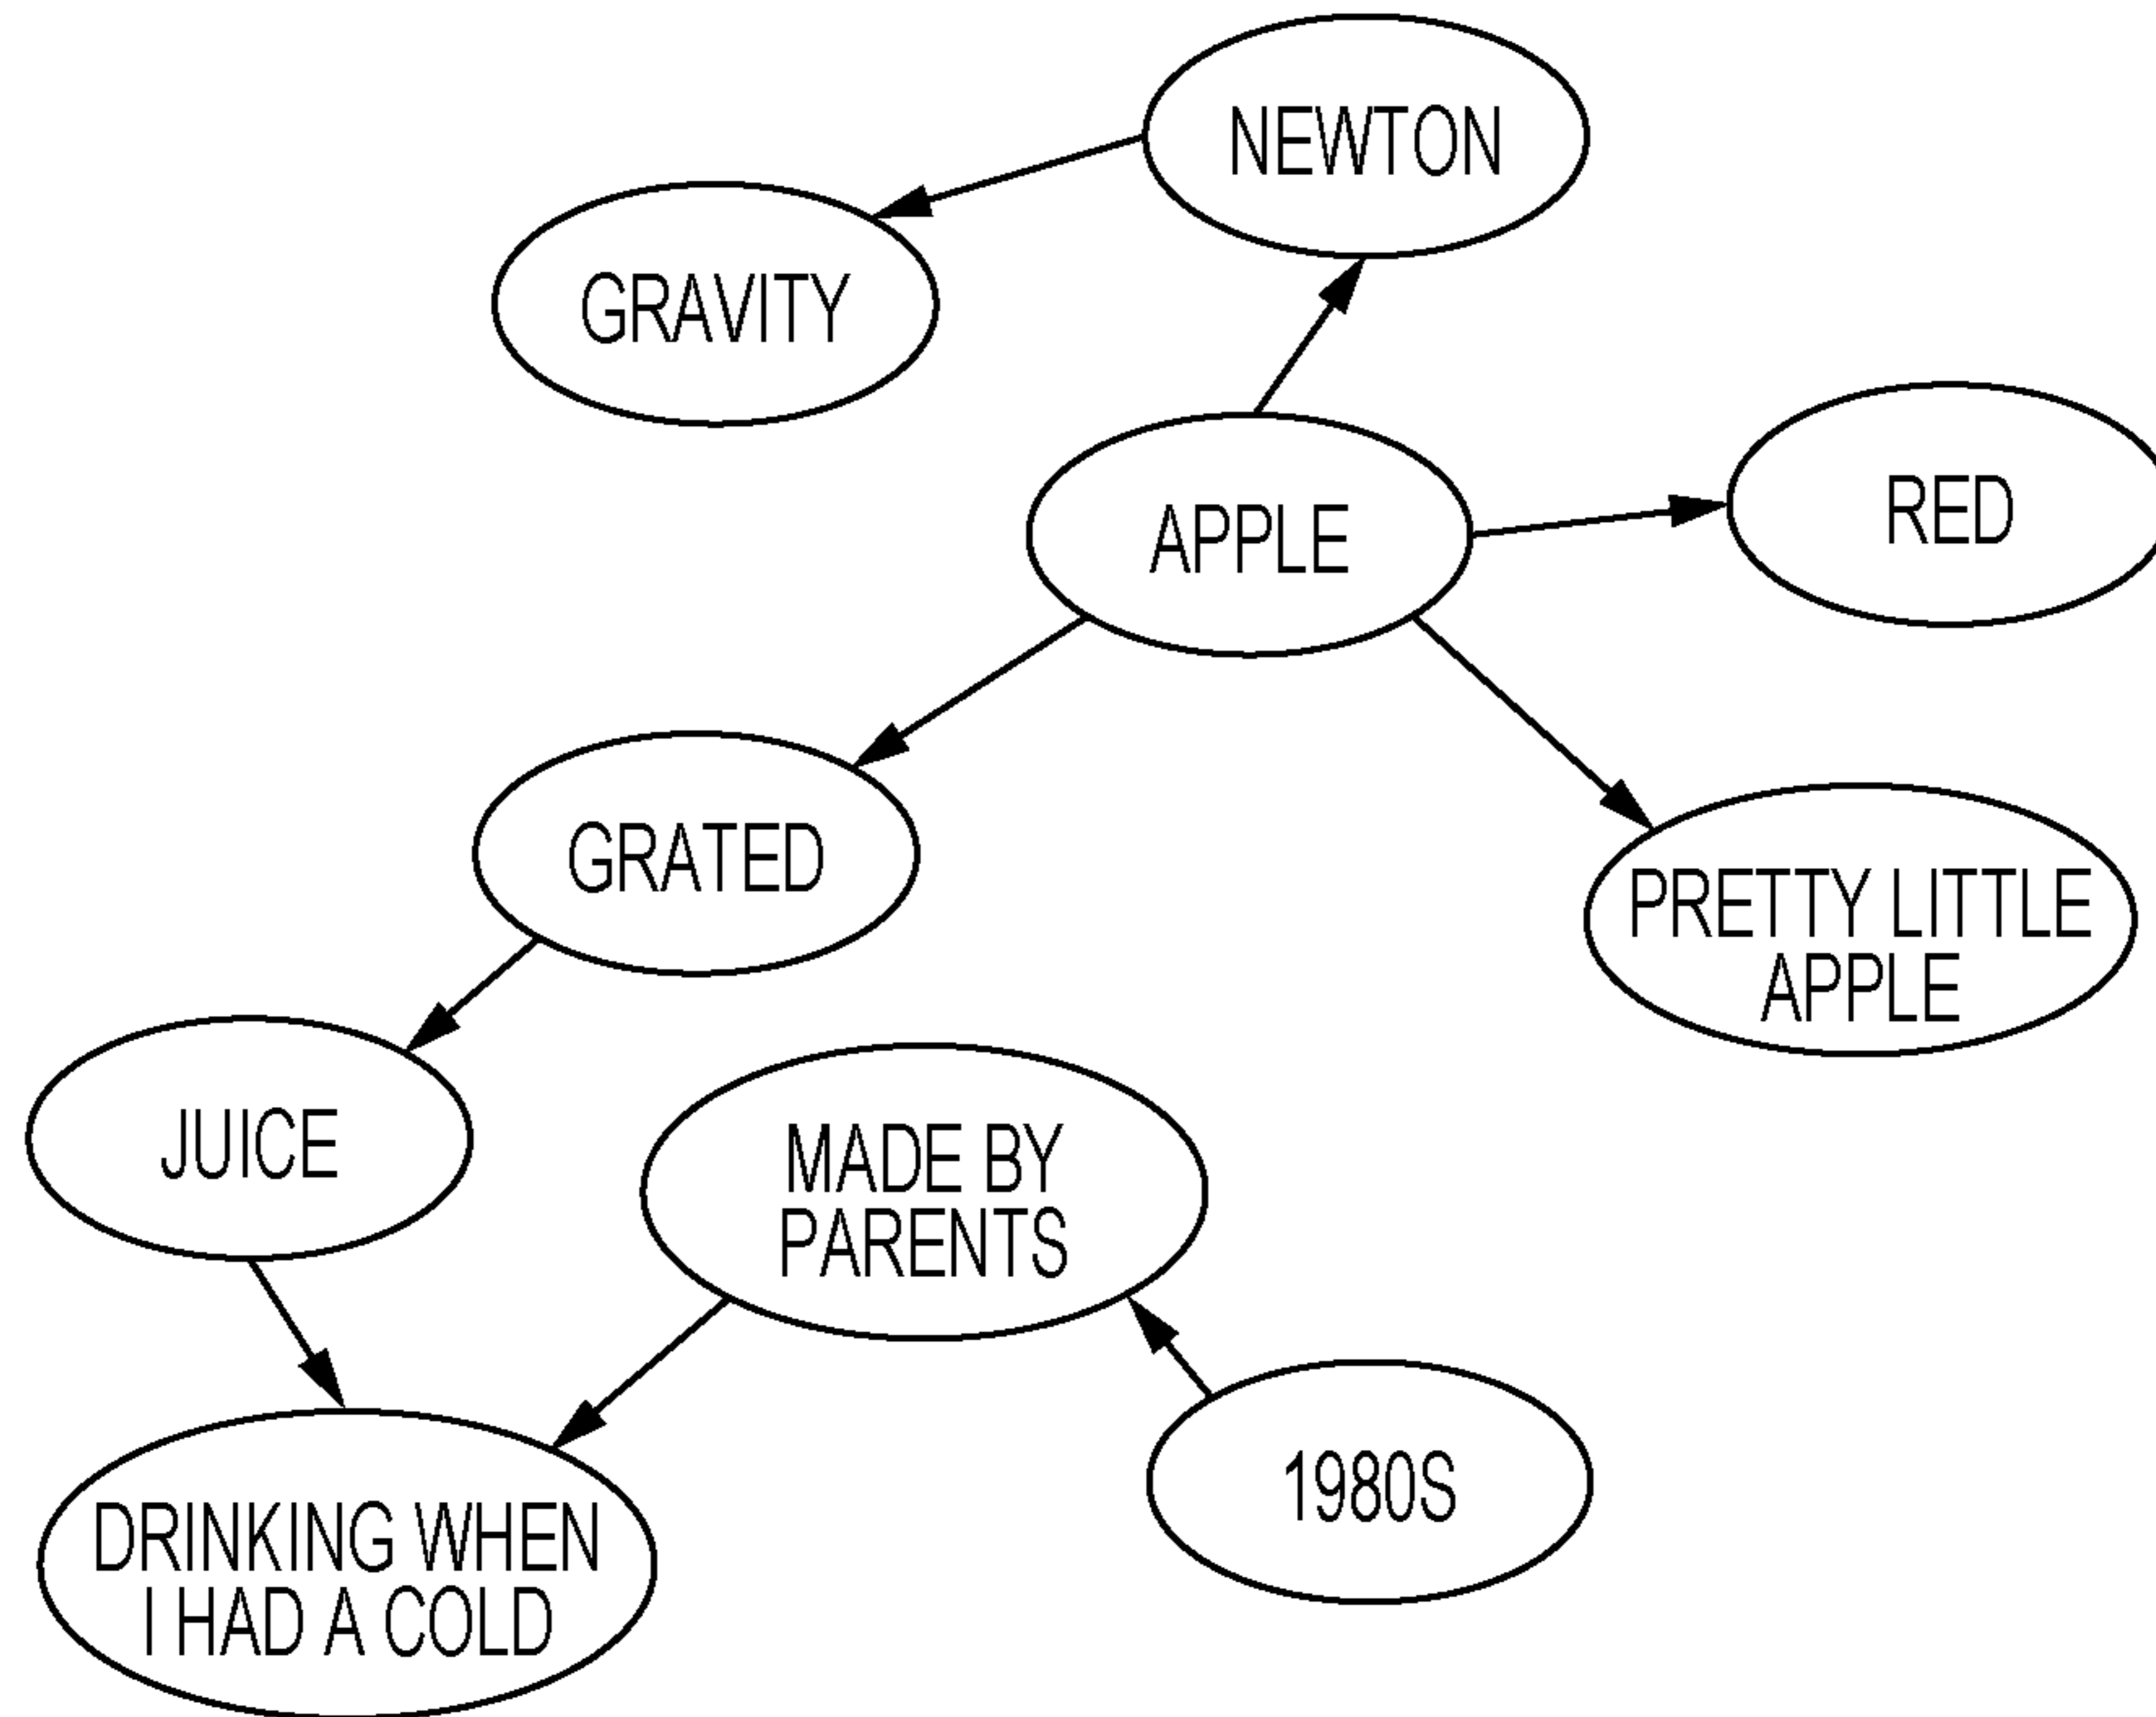 NEWTON
GRAVITY
RED
APPLE
GRATED
PRETTY LITTLE
APPLE
JUICE
MADE BY
PARENTS
1980S
DRINKING WHEN
I HAD A COLD